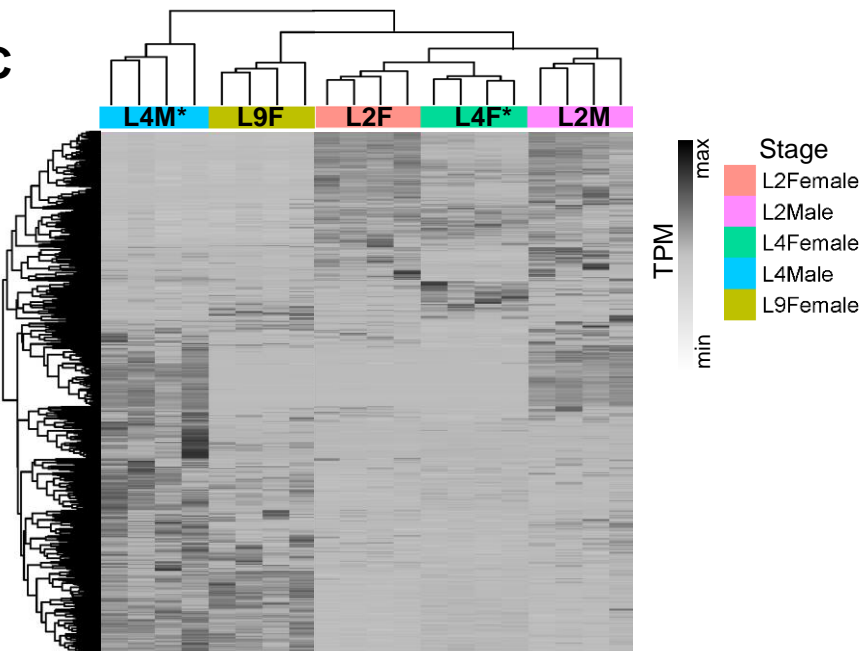 C
L4M* L9F L2F L4F* L2M
max
TPM
min
Stage
L2Female
L2Male
L4Female
L4Male
L9Female